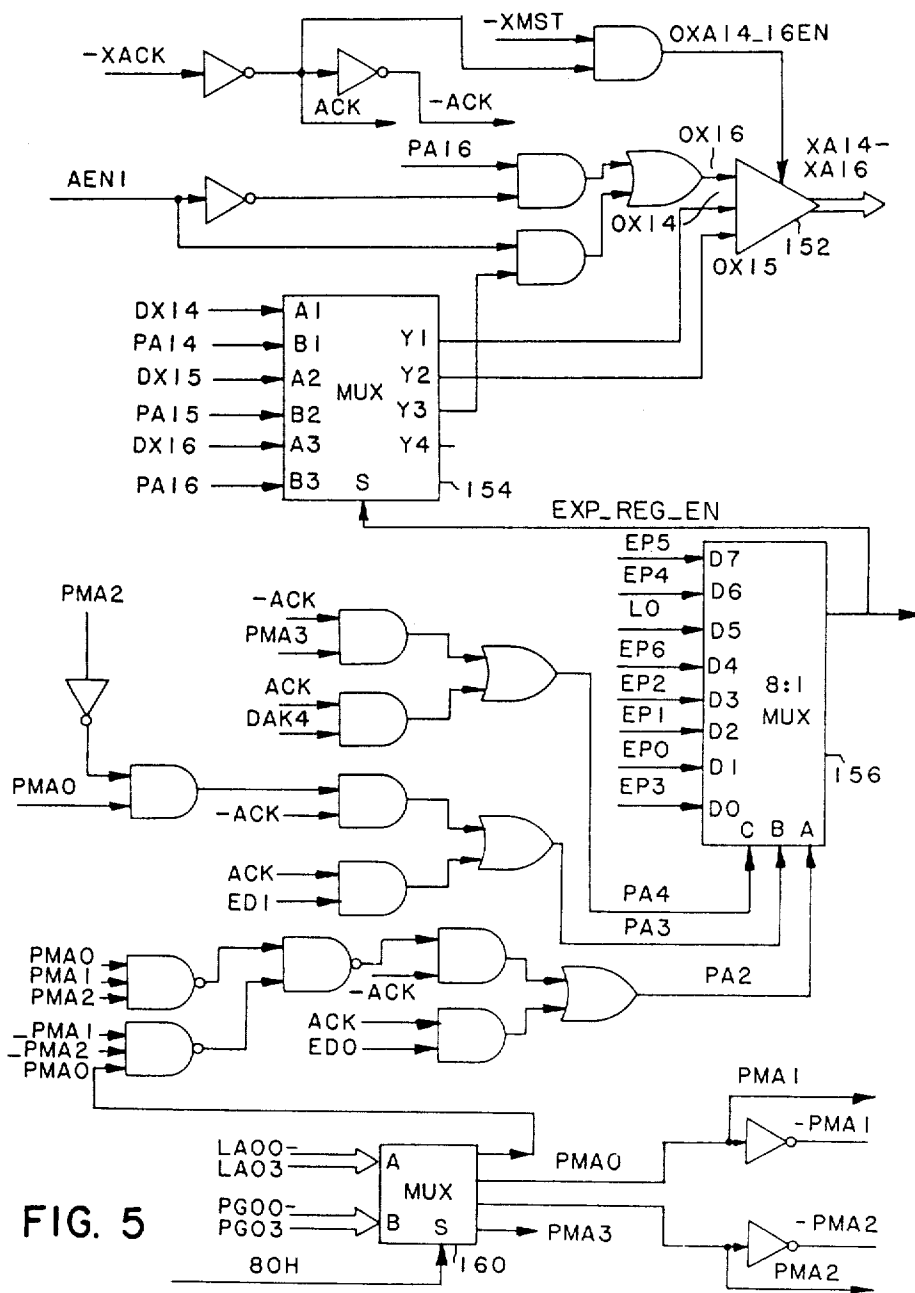 -XMST
OXA14_16EN
-XACK
ACK
-ACK
PA16
OX16
XA14-
XA16
AEN1
OX14
152
OX15
DX14
A1
PA14
B1
Y1
DX15
A2
MUX
Y2
PA15
B2
Y3
DX16
A3
Y4
PA16
B3
S
154
EXP_REG_EN
EP5
D7
EP4
D6
LO
D5
EP6
D4
EP2
D3
8:1
MUX
EP1
D2
EP0
D1
156
EP3
D0
C B A
PMA2
-ACK
PMA3
ACK
DAK4
PMA0
-ACK
ACK
ED1
PA4
PA3
PMA0
PMA1
PMA2
-ACK
PA2
_PMA1
_PMA2
PMA0
ACK
ED0
PMA1
-PMA1
LA00-
LA03
A
PMA0
MUX
FIG. 5
PG00-
PG03
B S
PMA3
-PMA2
80H
160
PMA2